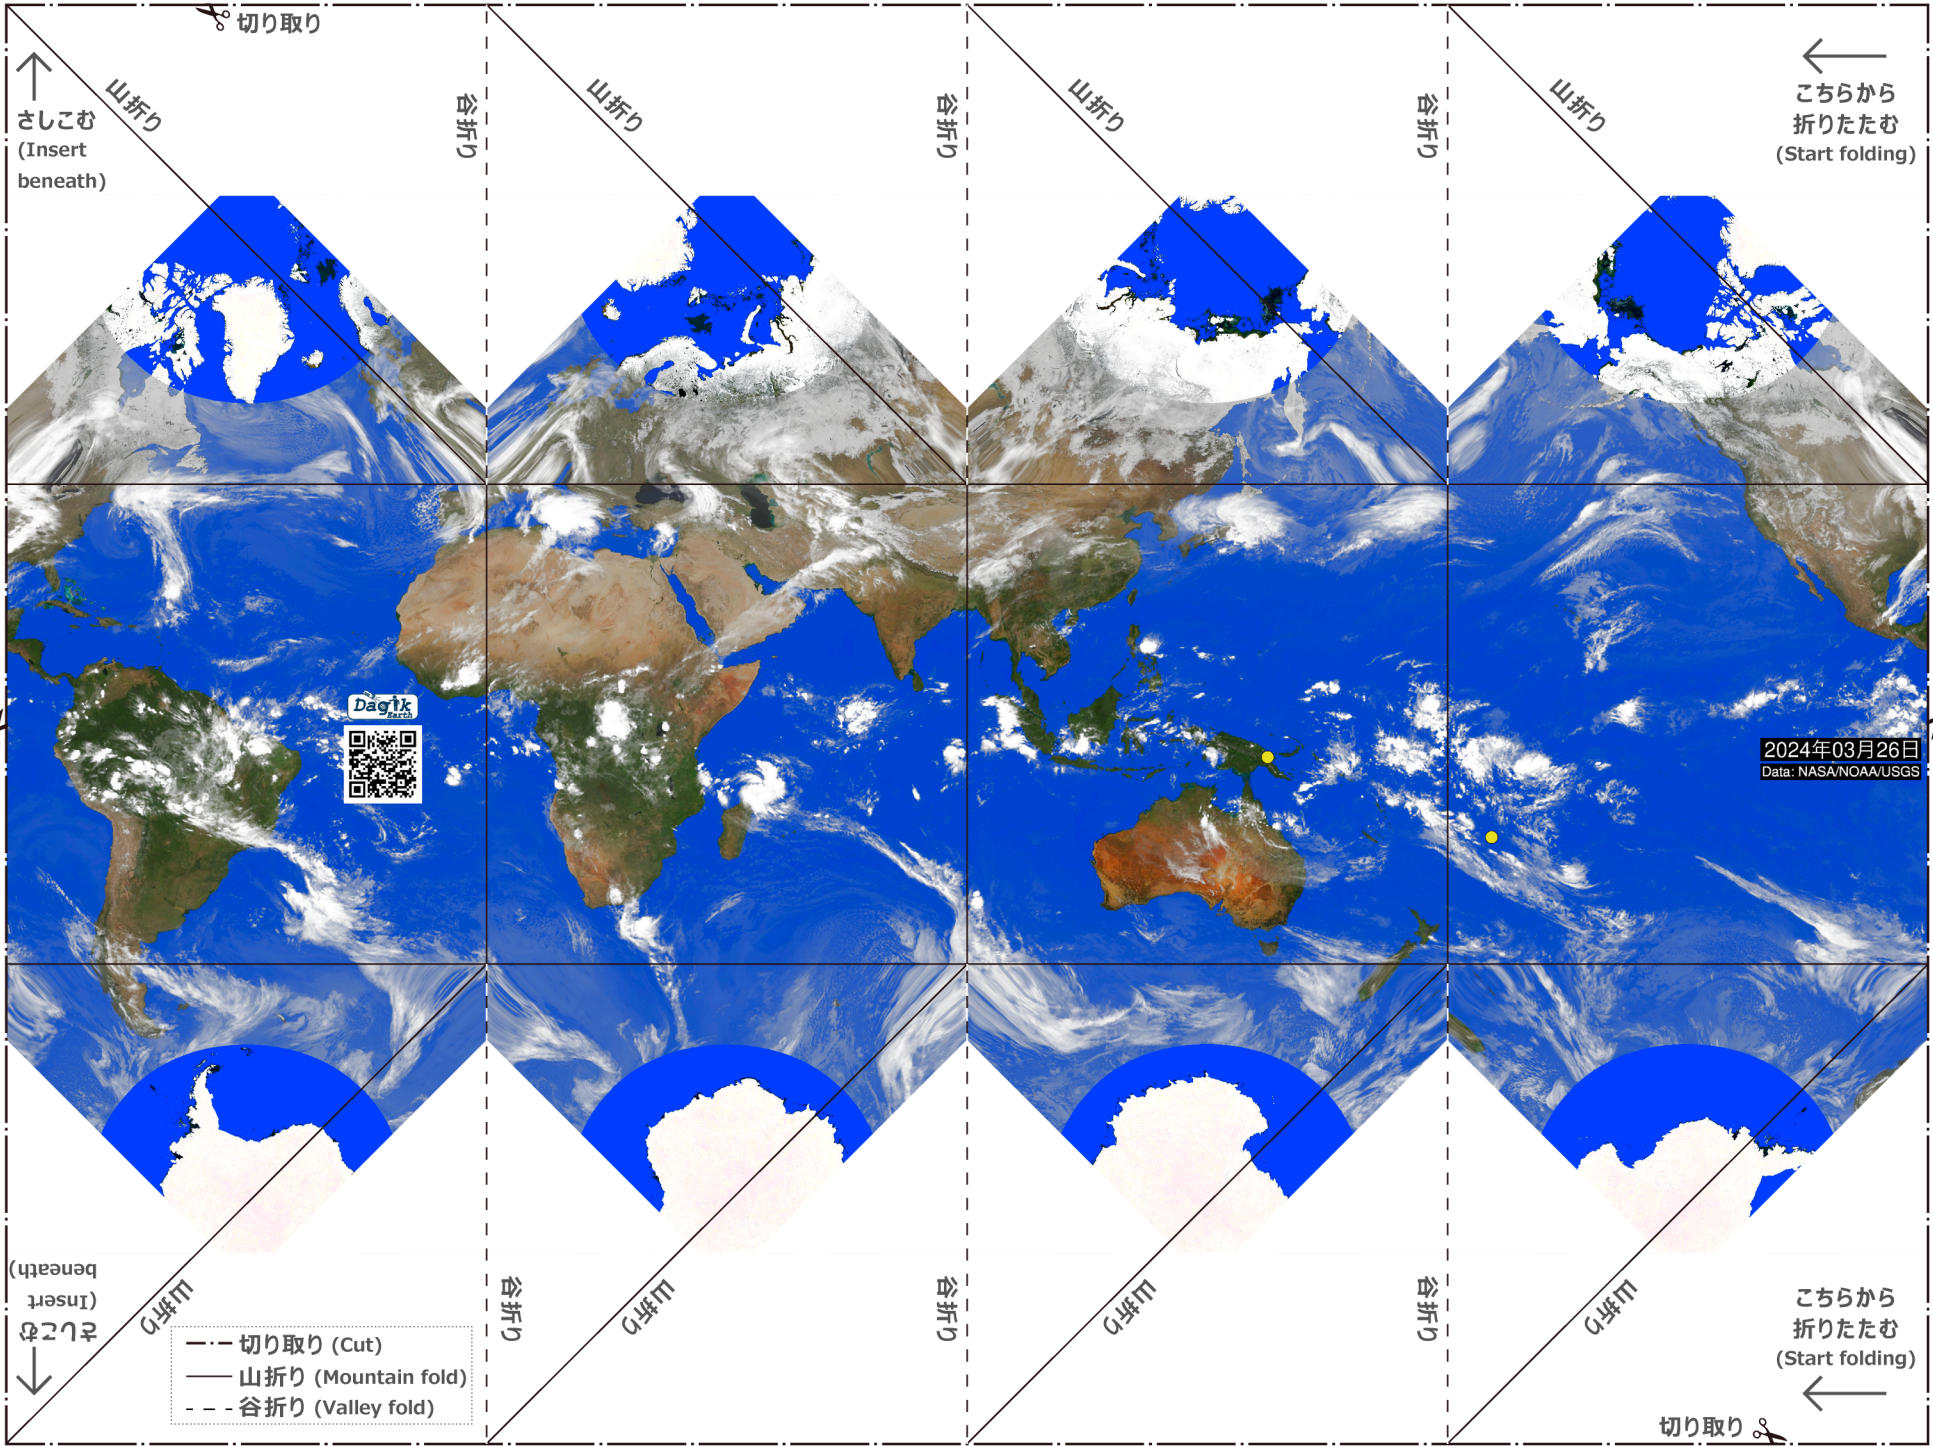 切り取り
山折り
谷折り
山折り
谷折り
山折り
谷折り
山折り
さしこむ
(Insert
beneath)
こちらから
折りたたむ
(Start folding)
Dagik
Earth
2024年03月26日
Data: NASA/NOAA/USGS
さしこむ
(Insert
beneath)
山折り
谷折り
山折り
谷折り
山折り
谷折り
山折り
こちらから
折りたたむ
(Start folding)
切り取り (Cut)
山折り (Mountain fold)
谷折り (Valley fold)
切り取り